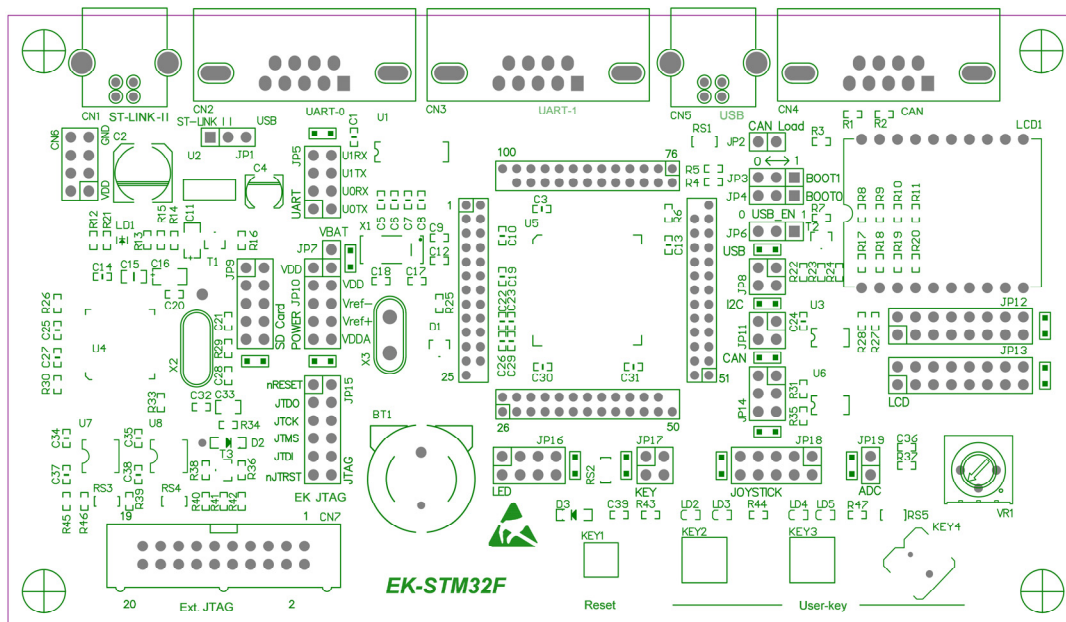 CN1
ST-LINK-II
CN2
UART-0
CN3
UART-1
CN5
USB
CN4
CAN
CN6
GND
VDD
C2
ST-LINK II
USB
JP1
U2
C4
C11
C1
U1
JP5
U1RX
U1TX
U0RX
U0TX
UART
VBAT
C5
C6
C7
C8
X1
C9
C12
100
76
RS1
R5
R4
JP2
CAN Load
0
1
JP3
BOOT1
JP4
BOOT0
0 USB_EN 1
JP6
T2
R3
R7
R1
R2
LCD1
R8
R9
R10
R11
R17
R18
R19
R20
R12
R21
LD1
R13
R15
R14
T1
R16
C14
C15
C16
C20
JP9
SD Card
JP7
VDD
VDD
Vref-
Vref+
VDDA
POWER
JP10
C18
C17
R25
D1
X3
1
25
U5
C3
C10
C19
C22
C23
C26
C29
C30
C31
R6
C13
51
26
50
USB
JP8
R22
R23
R24
I2C
JP11
C24
U3
CAN
JP14
R31
R35
U6
R28
R27
JP12
JP13
LCD
R26
C25
C27
R30
U4
X2
C21
R29
C28
R33
C32
C33
R34
D2
T3
C34
U7
C35
U8
C37
C38
R38
R36
RS3
R39
RS4
R40
R41
R42
R45
R46
nRESET
JTDO
JTCK
JTMS
JTDI
nJTRST
JP15
JTAG
EK JTAG
BT1
JP16
LED
RS2
JP17
KEY
JP18
JOYSTICK
JP19
ADC
C36
R37
VR1
D3
C39
R43
LD2
LD3
R44
LD4
LD5
R47
RS5
KEY4
19
1
CN7
20
Ext. JTAG
2
EK-STM32F
KEY1
KEY2
KEY3
Reset
User-key